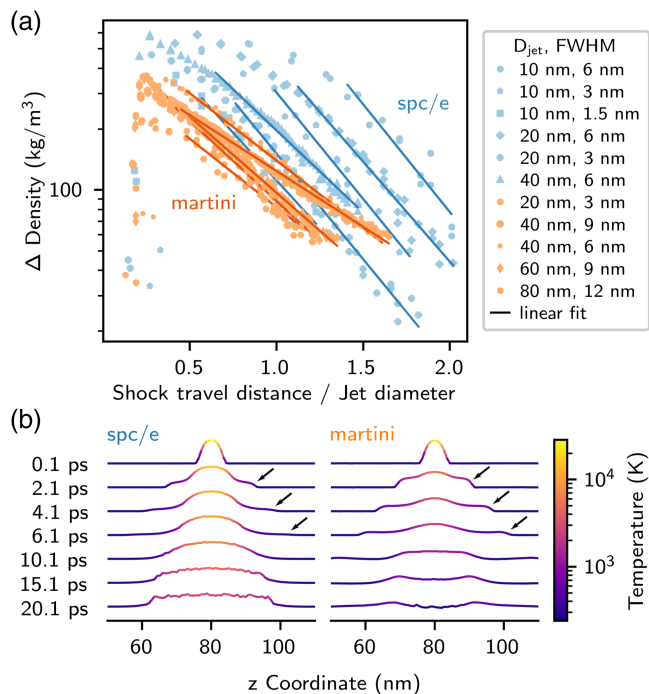 (a)
Δ Density (kg/m³)
100
spc/e
martini
0.5 1.0 1.5 2.0
Shock travel distance / Jet diameter
D_jet, FWHM
10 nm, 6 nm
10 nm, 3 nm
10 nm, 1.5 nm
20 nm, 6 nm
20 nm, 3 nm
40 nm, 6 nm
20 nm, 3 nm
40 nm, 9 nm
40 nm, 6 nm
60 nm, 9 nm
80 nm, 12 nm
linear fit
(b)
spc/e
martini
0.1 ps
2.1 ps
4.1 ps
6.1 ps
10.1 ps
15.1 ps
20.1 ps
60 80 100
60 80 100
z Coordinate (nm)
10⁴
10³
Temperature (K)